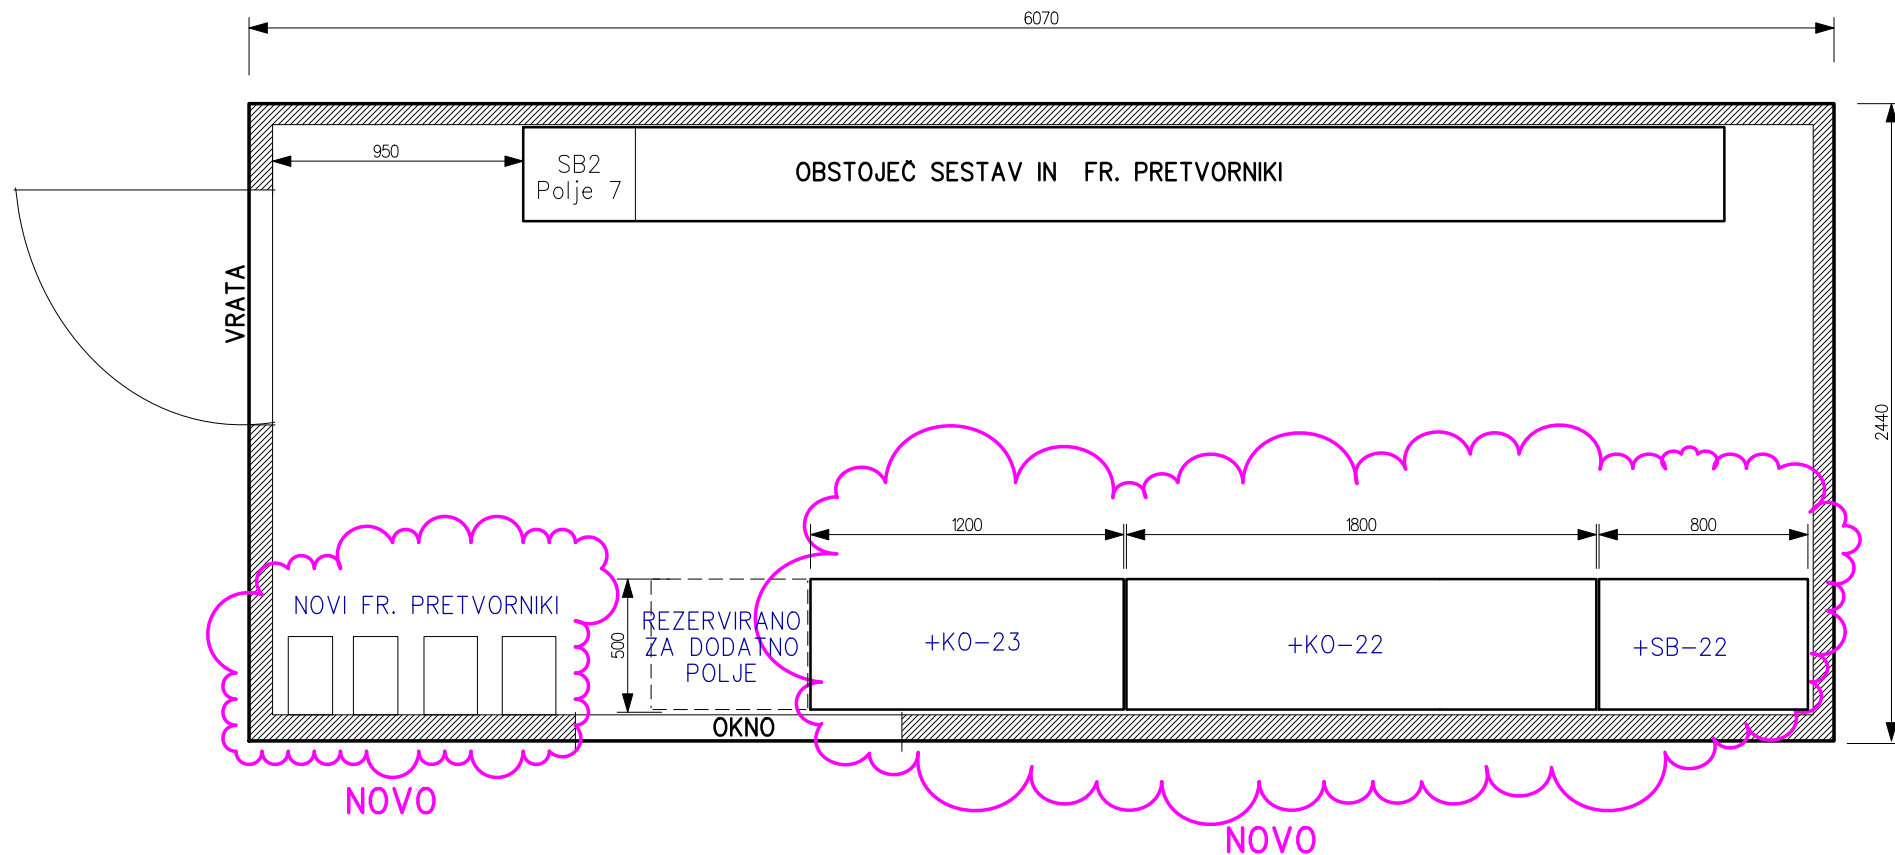 6070
950
SB2
Polje 7
OBSTOJEČ SESTAV IN FR. PRETVORNIKI
VRATA
2440
1200
1800
800
NOVI FR. PRETVORNIKI
500
REZERVIRANO
ZA DODATNO
POLJE
+KO-23
+KO-22
+SB-22
OKNO
NOVO
NOVO